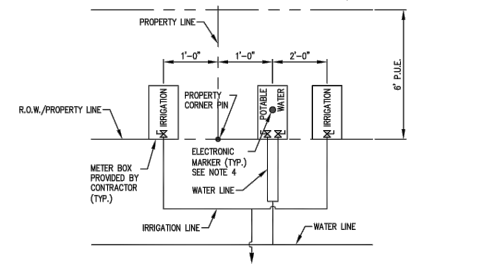 PROPERTY LINE
1'-0"
1'-0"
2'-0"
6' P.U.E.
R.O.W./PROPERTY LINE
IRRIGATION
PROPERTY
CORNER PIN
POTABLE
WATER
IRRIGATION
METER BOX
PROVIDED BY
CONTRACTOR
(TYP.)
ELECTRONIC
MARKER (TYP.)
SEE NOTE 4
WATER LINE
IRRIGATION LINE
WATER LINE